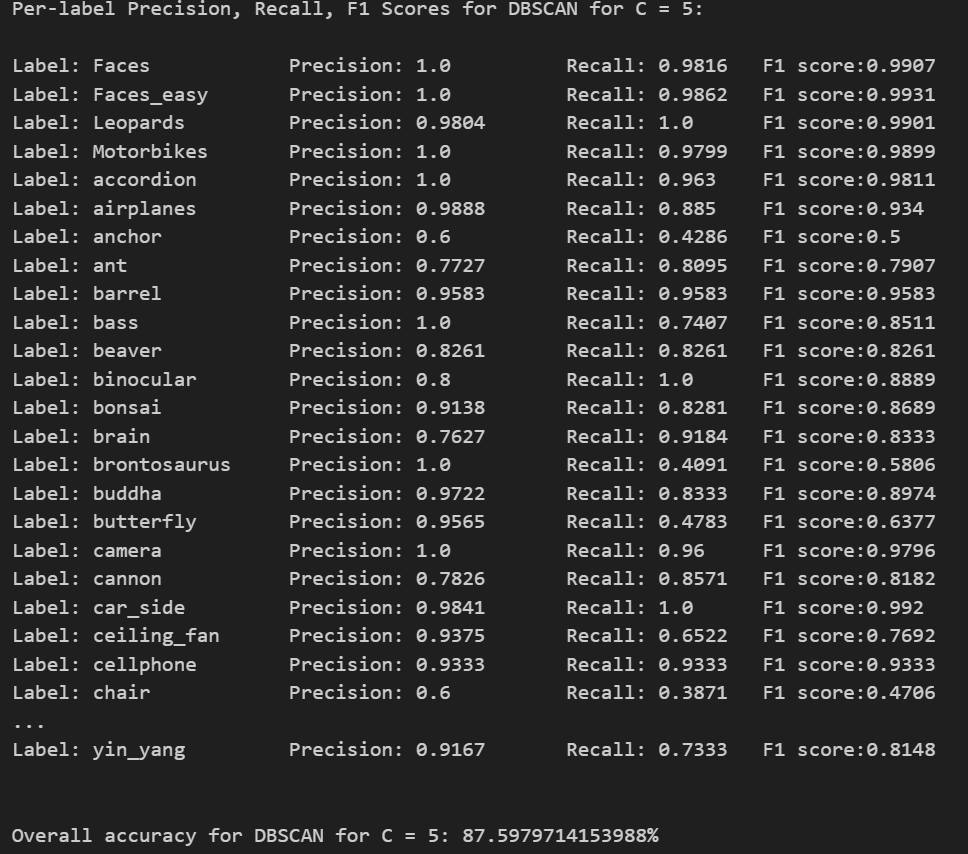 Per-label Precision, Recall, F1 Scores for DBSCAN for C = 5:
Label: Faces Precision: 1.0 Recall: 0.9816 F1 score:0.9907
Label: Faces_easy Precision: 1.0 Recall: 0.9862 F1 score:0.9931
Label: Leopards Precision: 0.9804 Recall: 1.0 F1 score:0.9901
Label: Motorbikes Precision: 1.0 Recall: 0.9799 F1 score:0.9899
Label: accordion Precision: 1.0 Recall: 0.963 F1 score:0.9811
Label: airplanes Precision: 0.9888 Recall: 0.885 F1 score:0.934
Label: anchor Precision: 0.6 Recall: 0.4286 F1 score:0.5
Label: ant Precision: 0.7727 Recall: 0.8095 F1 score:0.7907
Label: barrel Precision: 0.9583 Recall: 0.9583 F1 score:0.9583
Label: bass Precision: 1.0 Recall: 0.7407 F1 score:0.8511
Label: beaver Precision: 0.8261 Recall: 0.8261 F1 score:0.8261
Label: binocular Precision: 0.8 Recall: 1.0 F1 score:0.8889
Label: bonsai Precision: 0.9138 Recall: 0.8281 F1 score:0.8689
Label: brain Precision: 0.7627 Recall: 0.9184 F1 score:0.8333
Label: brontosaurus Precision: 1.0 Recall: 0.4091 F1 score:0.5806
Label: buddha Precision: 0.9722 Recall: 0.8333 F1 score:0.8974
Label: butterfly Precision: 0.9565 Recall: 0.4783 F1 score:0.6377
Label: camera Precision: 1.0 Recall: 0.96 F1 score:0.9796
Label: cannon Precision: 0.7826 Recall: 0.8571 F1 score:0.8182
Label: car_side Precision: 0.9841 Recall: 1.0 F1 score:0.992
Label: ceiling_fan Precision: 0.9375 Recall: 0.6522 F1 score:0.7692
Label: cellphone Precision: 0.9333 Recall: 0.9333 F1 score:0.9333
Label: chair Precision: 0.6 Recall: 0.3871 F1 score:0.4706
...
Label: yin_yang Precision: 0.9167 Recall: 0.7333 F1 score:0.8148
Overall accuracy for DBSCAN for C = 5: 87.5979714153988%